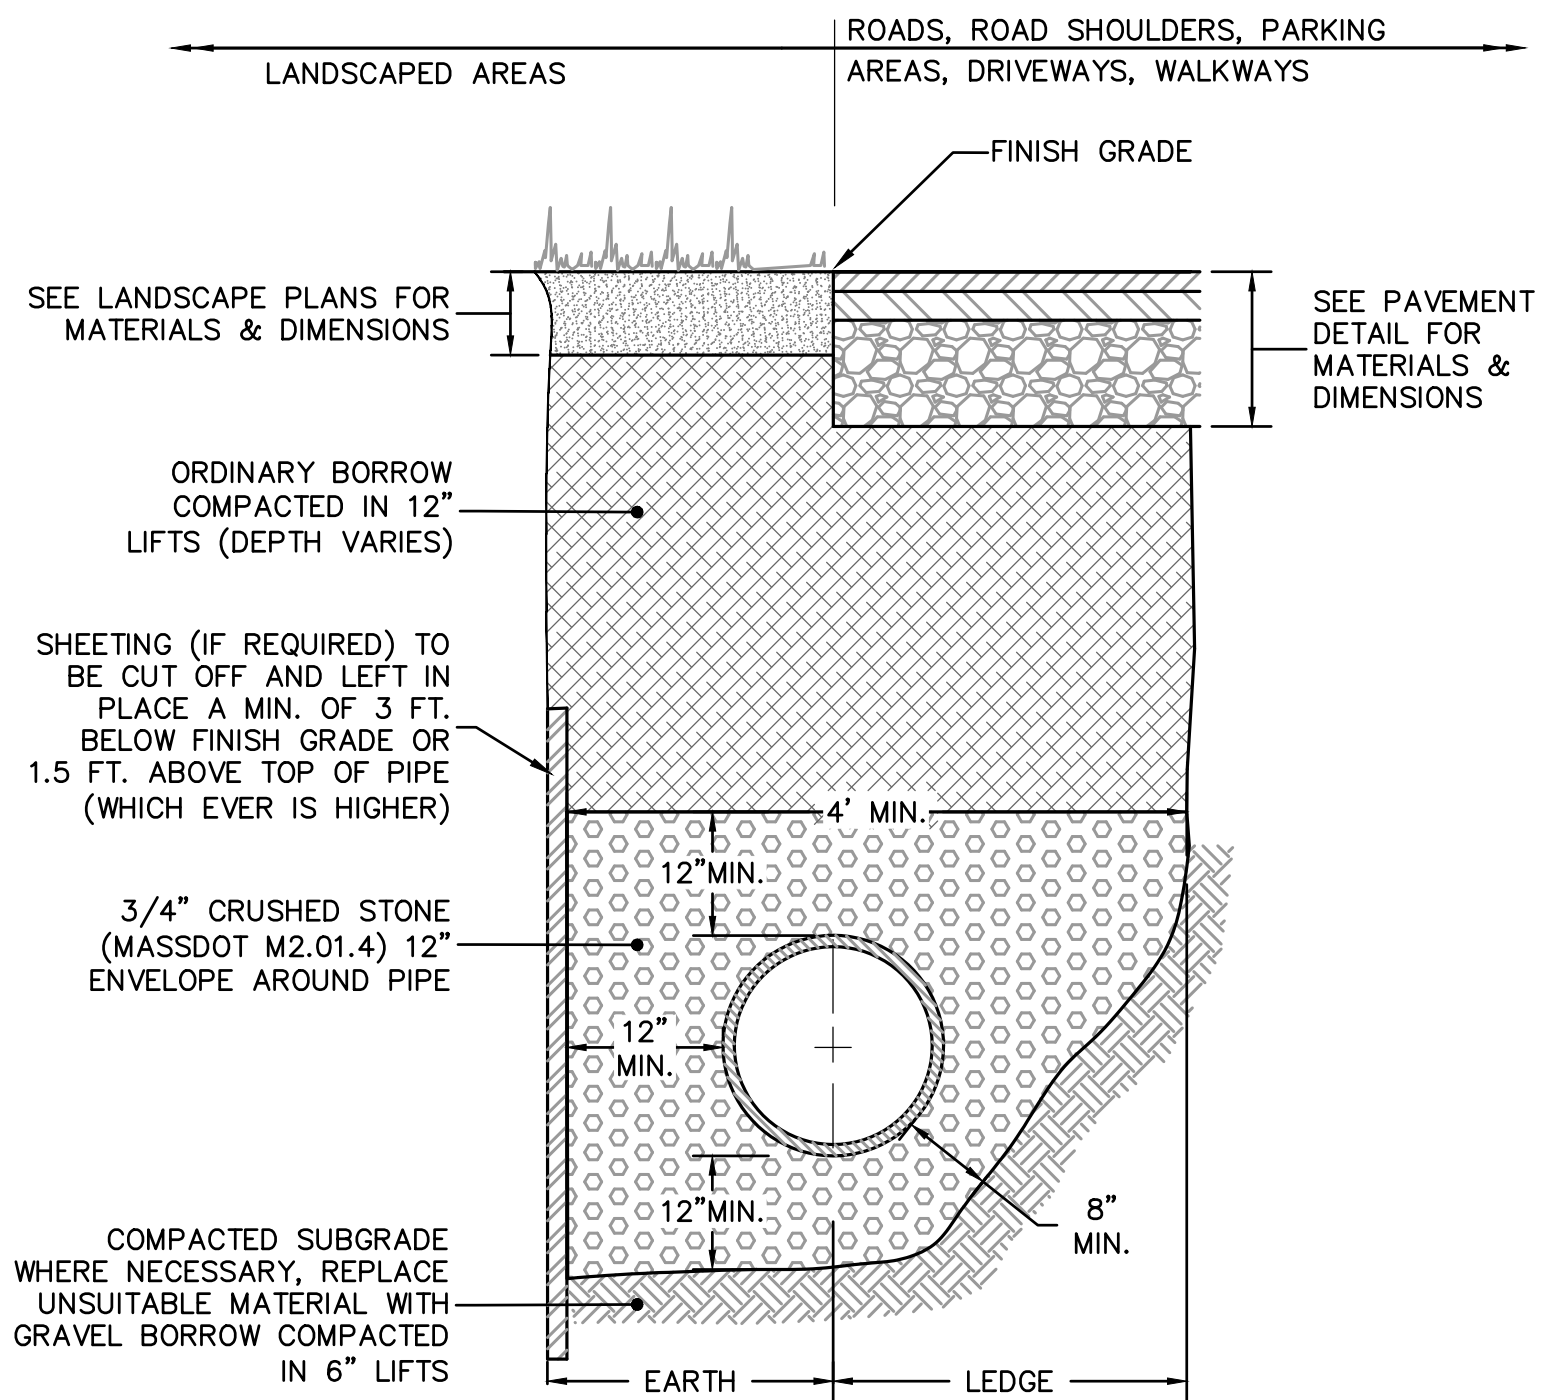 ROADS, ROAD SHOULDERS, PARKING
AREAS, DRIVEWAYS, WALKWAYS
LANDSCAPED AREAS
FINISH GRADE
SEE LANDSCAPE PLANS FOR
MATERIALS & DIMENSIONS
SEE PAVEMENT
DETAIL FOR
MATERIALS &
DIMENSIONS
ORDINARY BORROW
COMPACTED IN 12"
LIFTS (DEPTH VARIES)
SHEETING (IF REQUIRED) TO
BE CUT OFF AND LEFT IN
PLACE A MIN. OF 3 FT.
BELOW FINISH GRADE OR
1.5 FT. ABOVE TOP OF PIPE
(WHICH EVER IS HIGHER)
4' MIN.
12"MIN.
3/4" CRUSHED STONE
(MASSDOT M2.01.4) 12"
ENVELOPE AROUND PIPE
12"
MIN.
12"MIN.
8"
MIN.
COMPACTED SUBGRADE
WHERE NECESSARY, REPLACE
UNSUITABLE MATERIAL WITH
GRAVEL BORROW COMPACTED
IN 6" LIFTS
EARTH
LEDGE